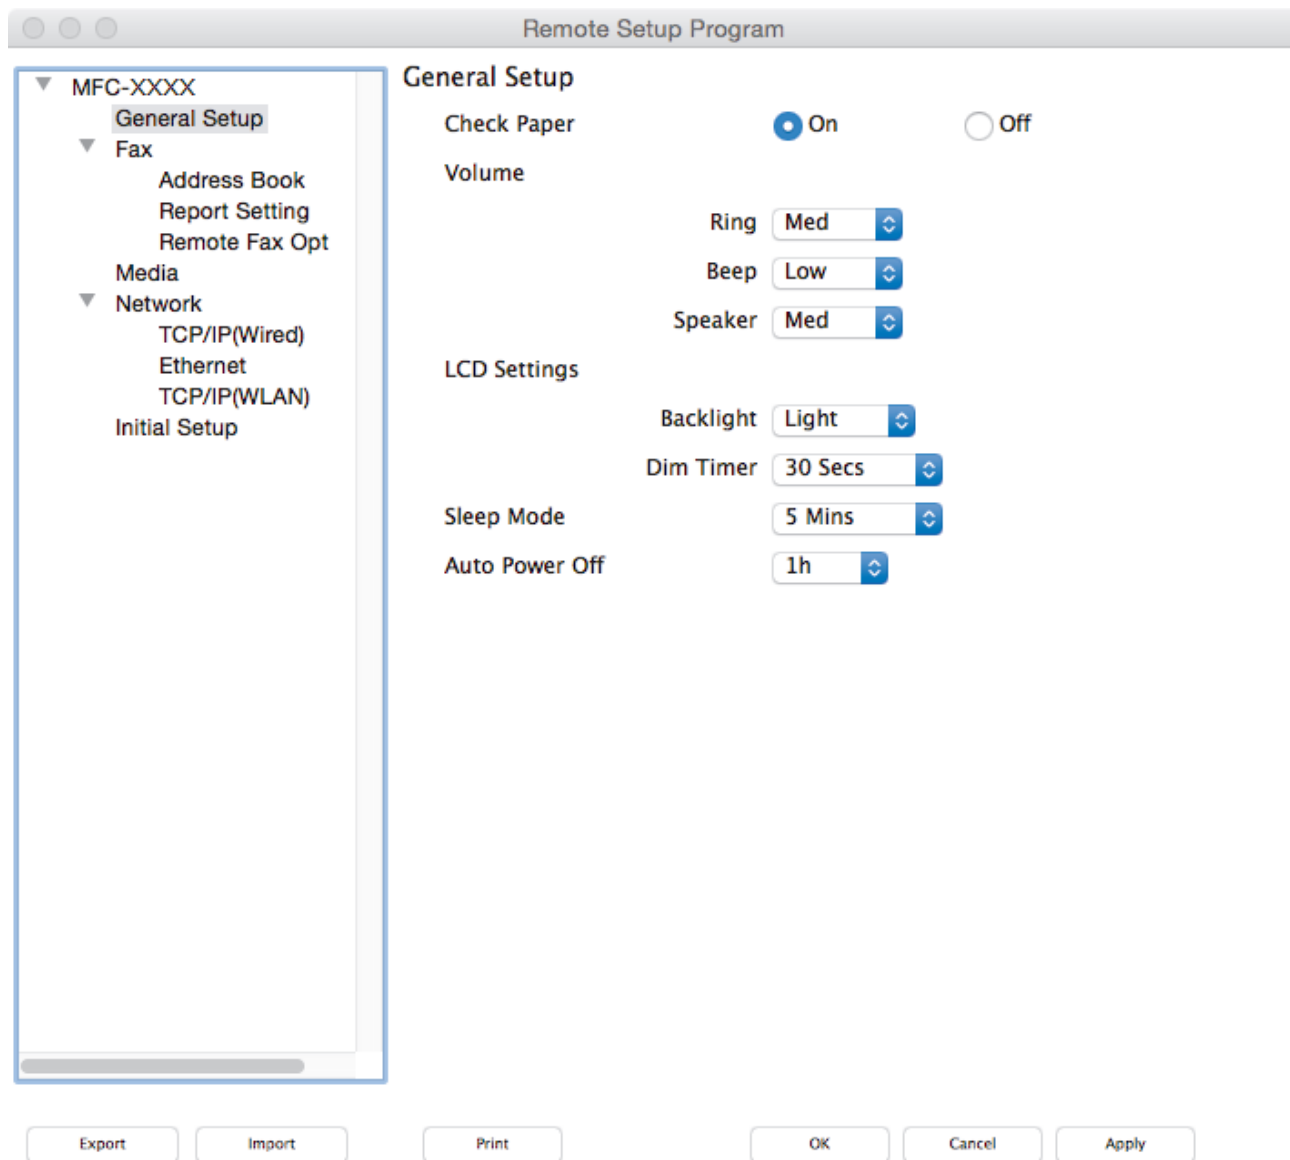 Remote Setup Program
MFC-XXXX
General Setup
Fax
Address Book
Report Setting
Remote Fax Opt
Media
Network
TCP/IP(Wired)
Ethernet
TCP/IP(WLAN)
Initial Setup
General Setup
Check Paper On Off
Volume
Ring Med
Beep Low
Speaker Med
LCD Settings
Backlight Light
Dim Timer 30 Secs
Sleep Mode 5 Mins
Auto Power Off 1h
Export Import Print OK Cancel Apply